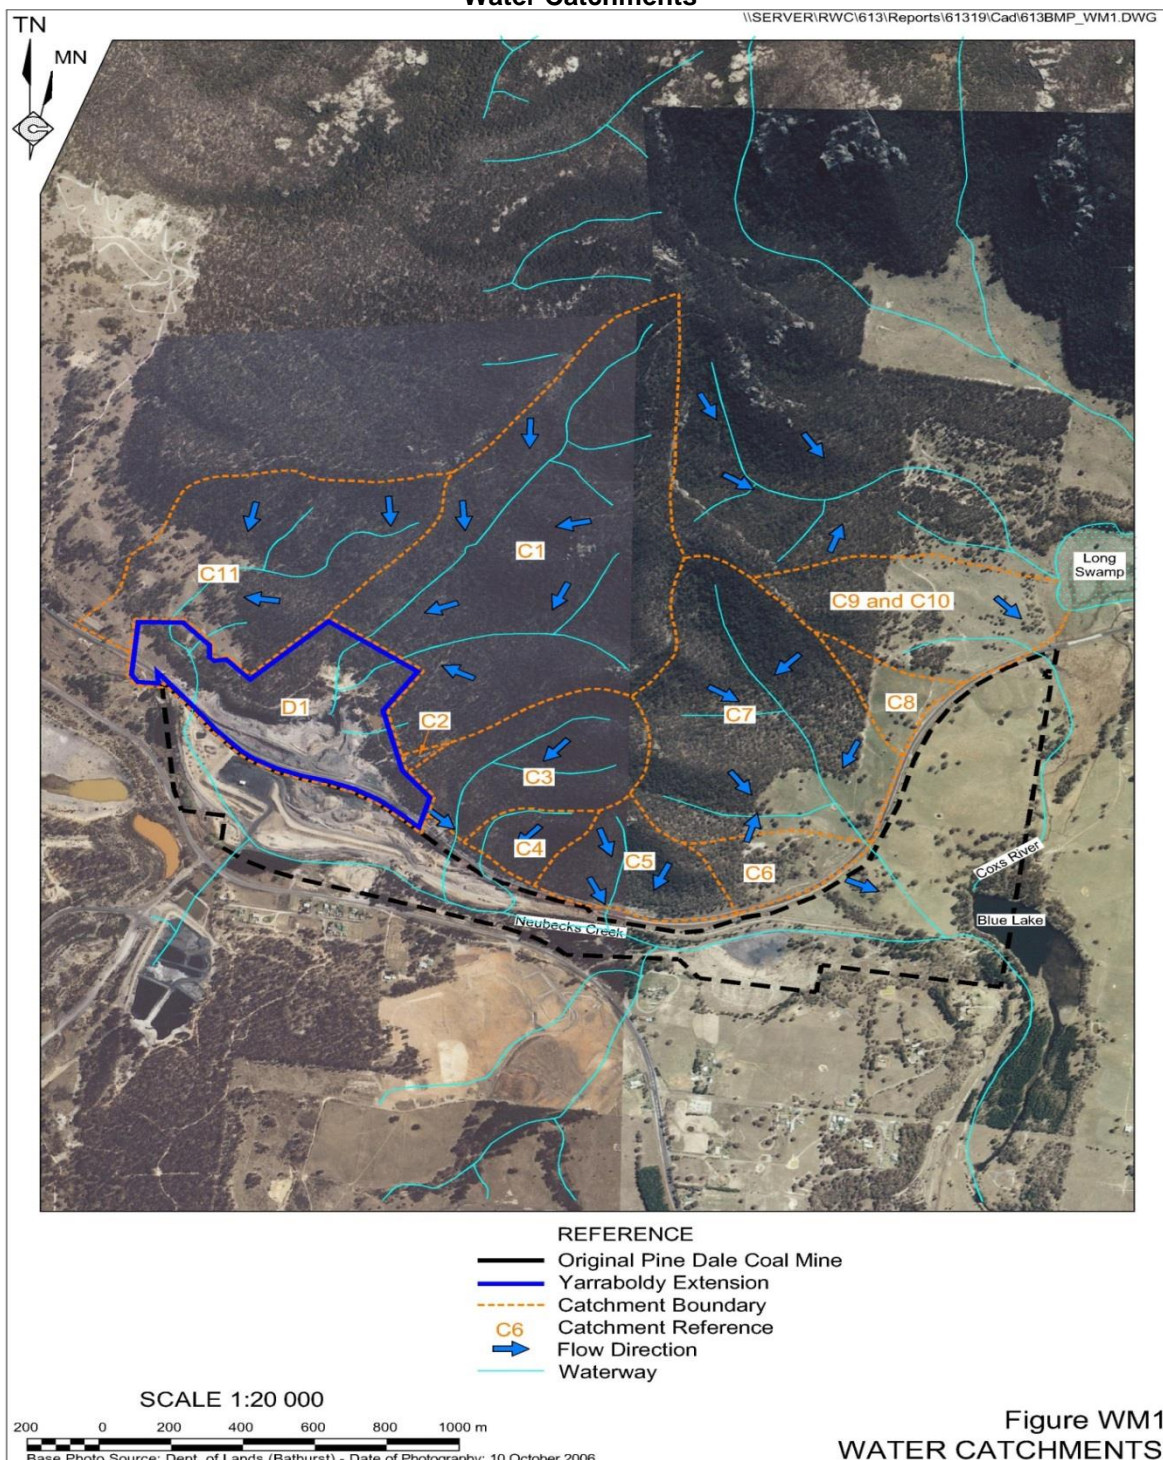 Water Catchments
\\SERVER\RWC\613\Reports\61319\Cad\613BMP_WM1.DWG
TN
MN
Long
Swamp
C1
C11
C9 and C10
C8
D1
C2
C7
C3
C4
C5
C6
Coxs River
Blue Lake
Neubecks Creek
REFERENCE
Original Pine Dale Coal Mine
Yarraboldy Extension
Catchment Boundary
C6 Catchment Reference
Flow Direction
Waterway
SCALE 1:20 000
200 0 200 400 600 800 1000 m
Base Photo Source: Dept. of Lands (Bathurst) - Date of Photography: 10 October 2006
Figure WM1
WATER CATCHMENTS